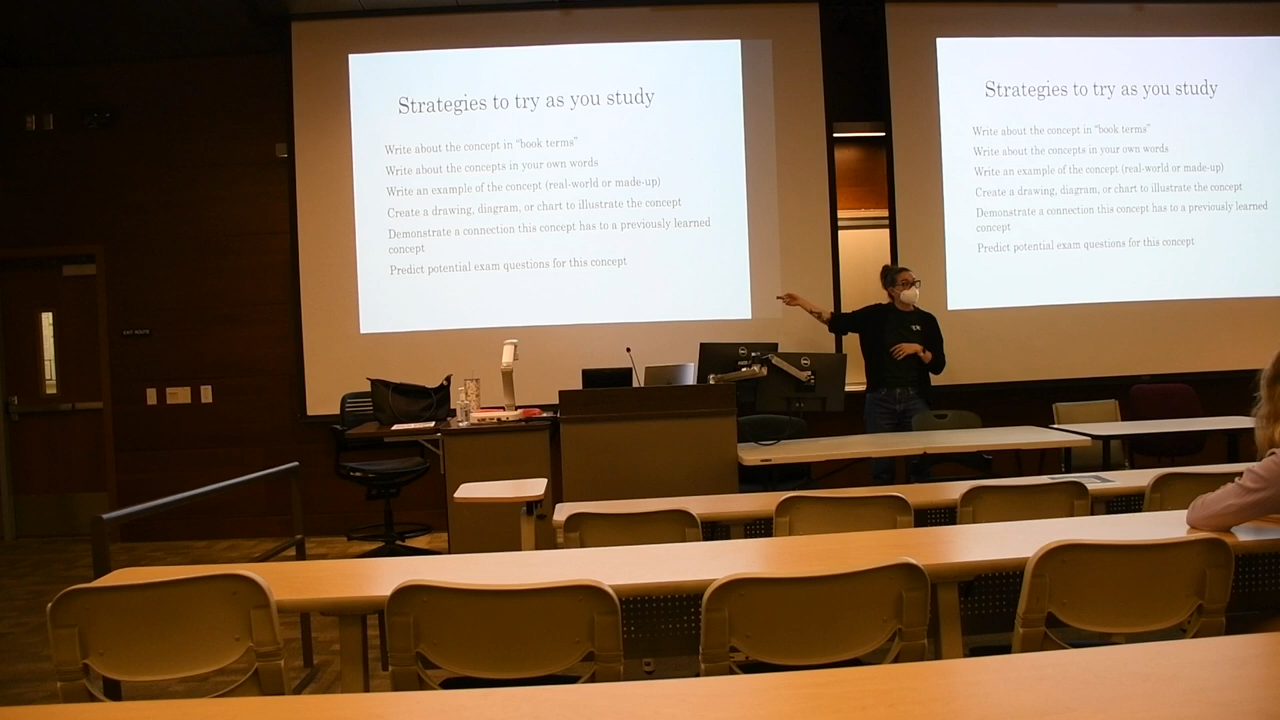 Strategies to try as you study
Write about the concept in "book terms"
Write about the concepts in your own words
Write an example of the concept (real-world or made-up)
Create a drawing, diagram, or chart to illustrate the concept
Demonstrate a connection this concept has to a previously learned
concept
Predict potential exam questions for this concept
Strategies to try as you study
Write about the concept in "book terms"
Write about the concepts in your own words
Write an example of the concept (real-world or made-up)
Create a drawing, diagram, or chart to illustrate the concept
Demonstrate a connection this concept has to a previously learned
concept
Predict potential exam questions for this concept
EXIT ROUTE
DELL
DELL